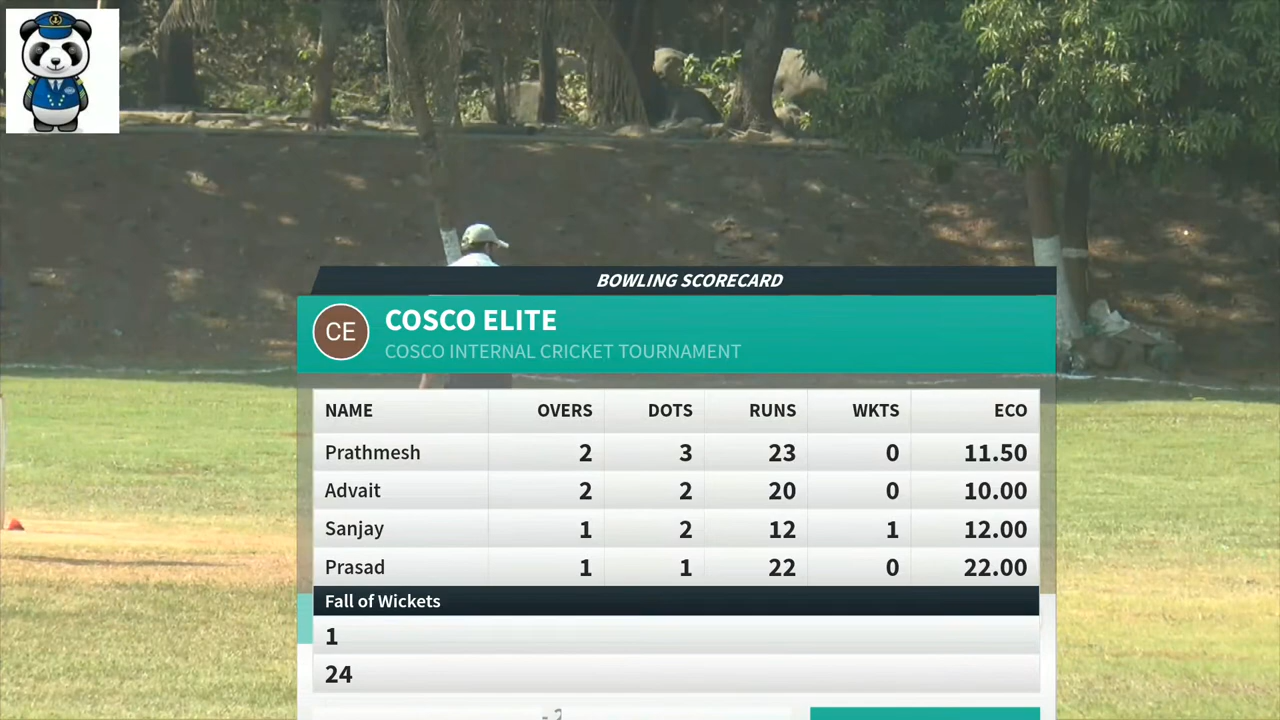 BOWLING SCORECARD
CE
COSCO ELITE
COSCO INTERNAL CRICKET TOURNAMENT
NAME OVERS DOTS RUNS WKTS ECO
Prathmesh 2 3 23 0 11.50
Advait 2 2 20 0 10.00
Sanjay 1 2 12 1 12.00
Prasad 1 1 22 0 22.00
Fall of Wickets
1
24